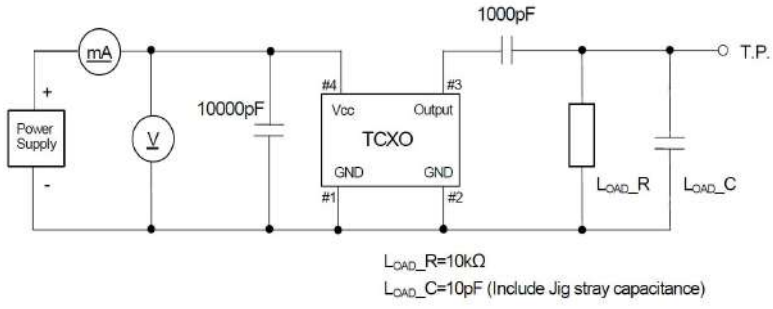 1000pF
mA
T.P.
#4
#3
+
10000pF
Vcc
Output
Power
Supply
V
TCXO
GND
GND
-
LOAD_R
LOAD_C
#1
#2
LOAD_R=10kΩ
LOAD_C=10pF (Include Jig stray capacitance)